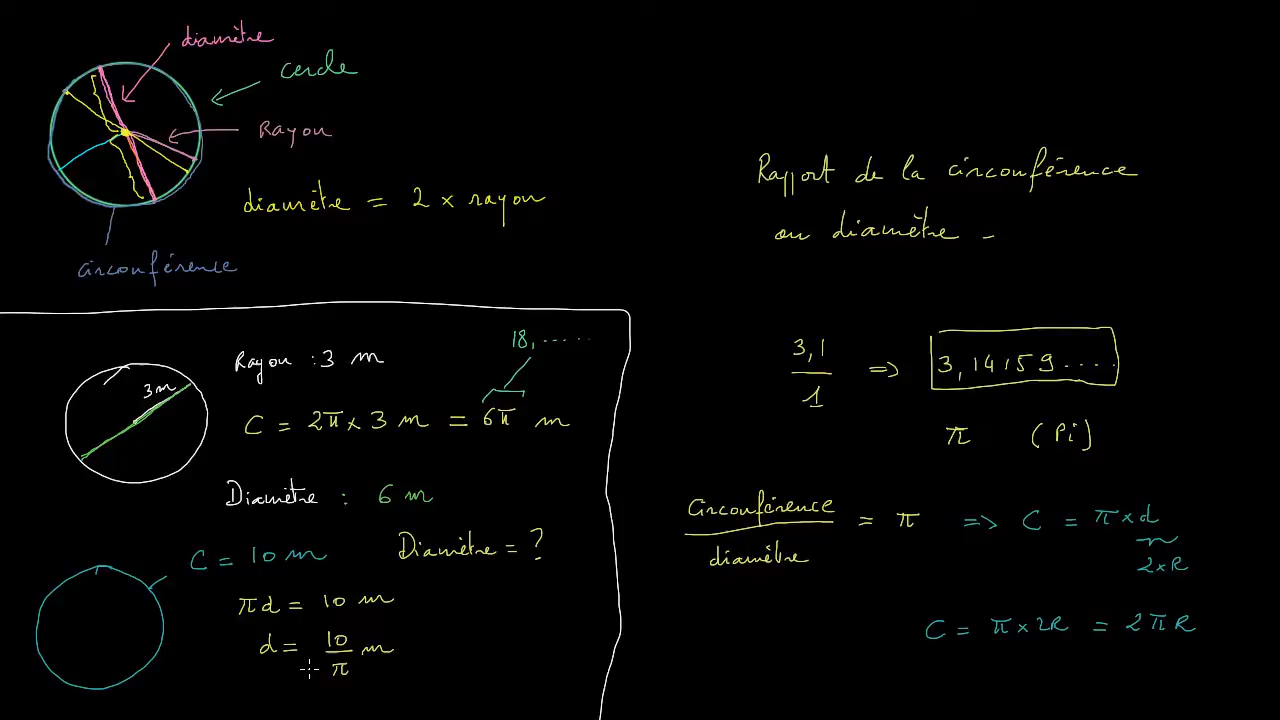 diamètre
cercle
Rayon
diamètre = 2 × rayon
circonférence
Rapport de la circonférence
au diamètre -
3,1
1
=> 3,14159....
π (Pi)
circonférence
diamètre
= π => C = π × d
2 × R
C = π × 2R = 2πR
Rayon : 3 m
18, ......
3 m
C = 2π × 3 m = 6π m
Diamètre : 6 m
C = 10 m Diamètre = ?
πd = 10 m
d = 10 m
π